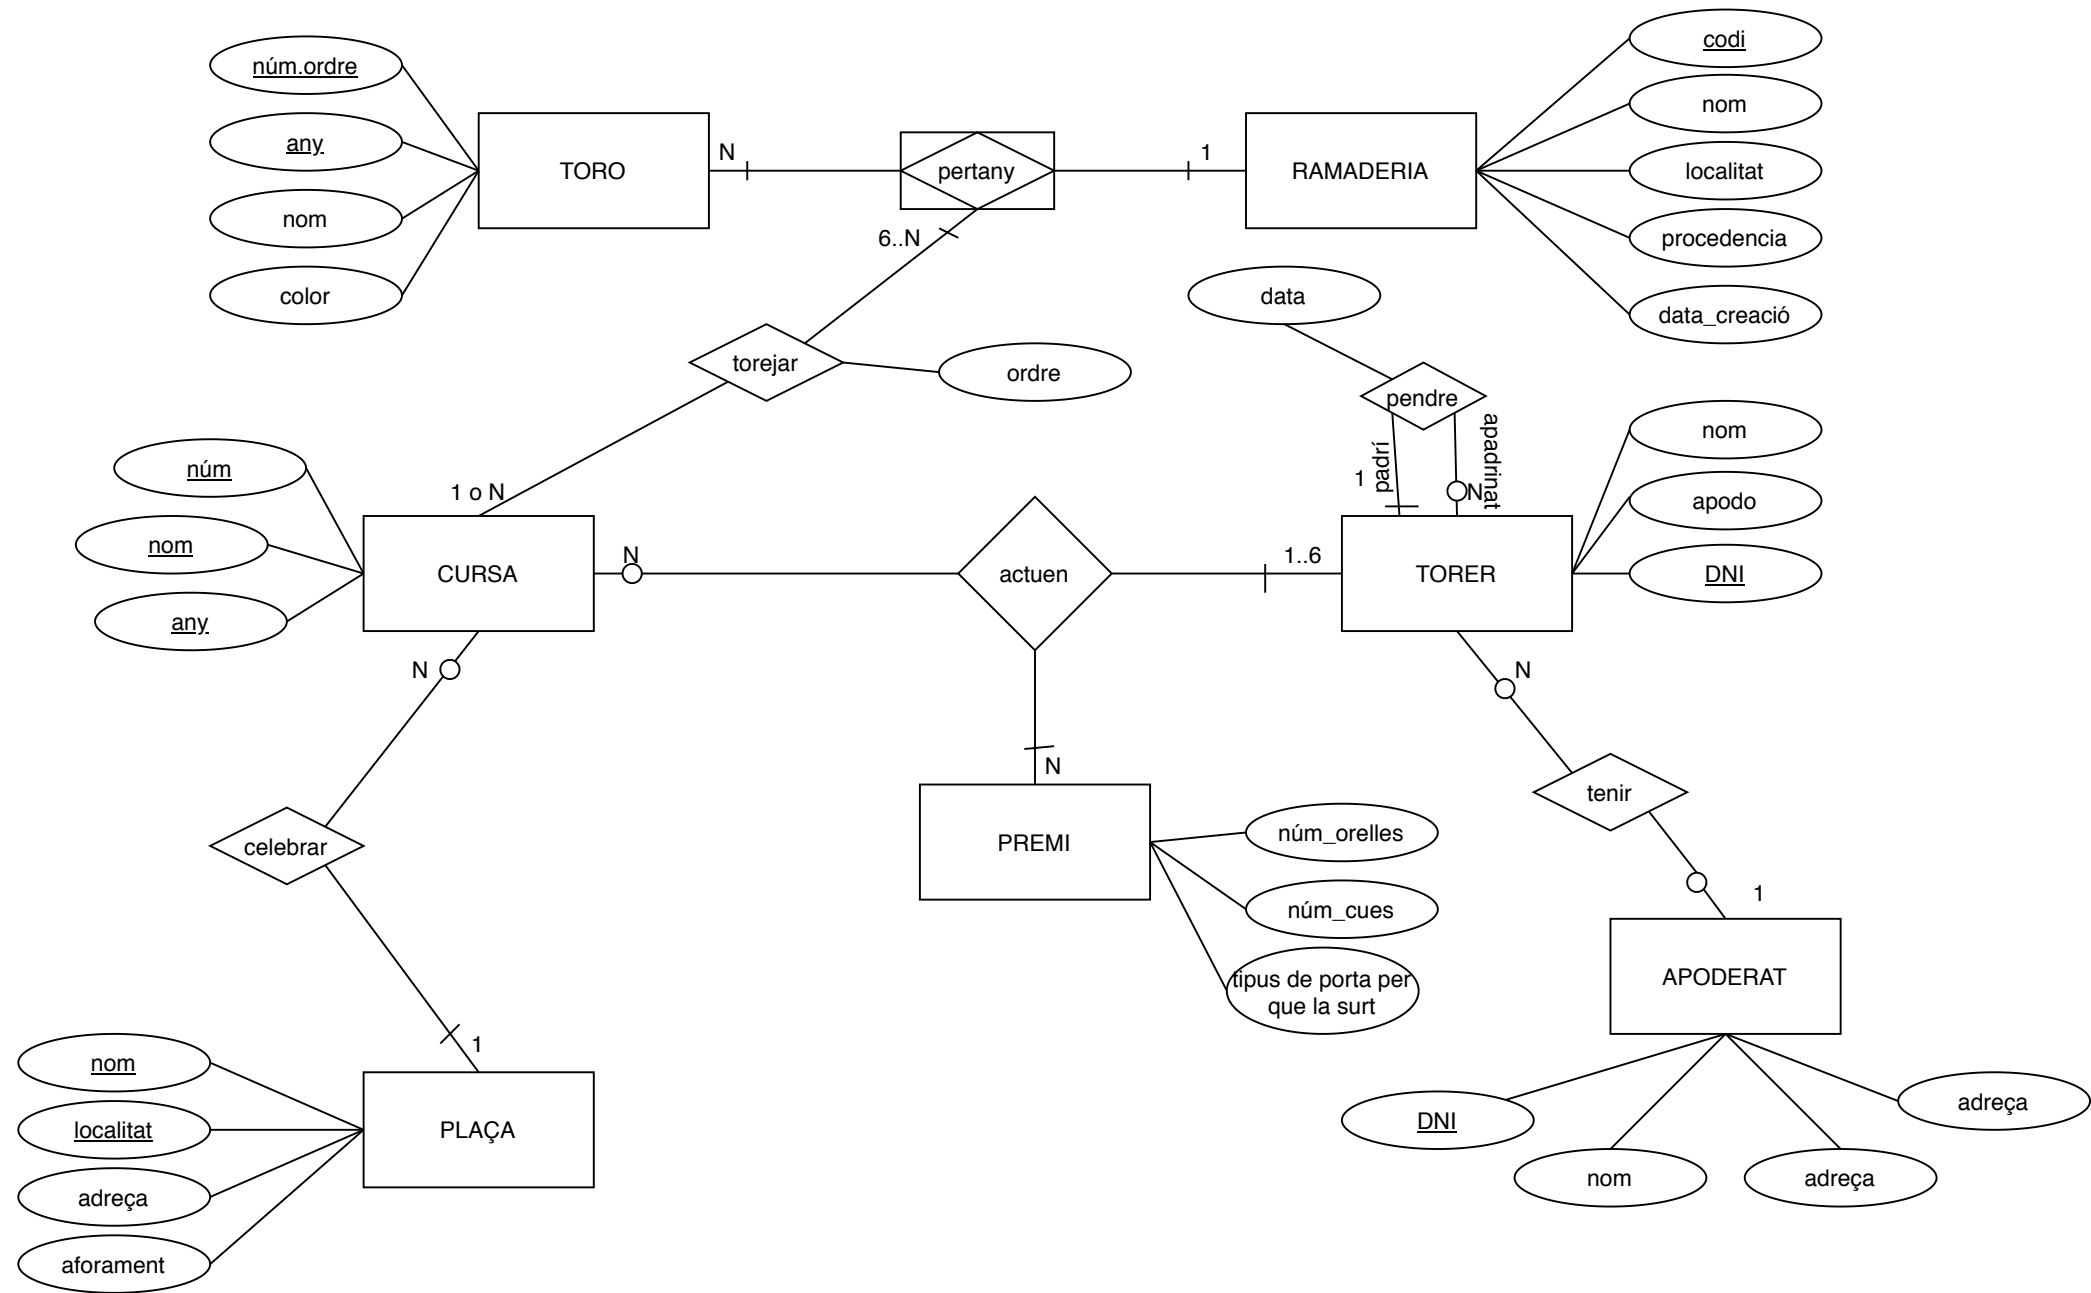 codi
núm.ordre
nom
any
N
1
TORO
pertany
RAMADERIA
localitat
nom
6..N
procedencia
color
data
data_creació
torejar
ordre
pendre
nom
padrí
apadrinat
núm
1 o N
1
N
apodo
nom
CURSA
N
actuen
1..6
TORER
DNI
any
N
N
N
tenir
celebrar
PREMI
núm_orelles
núm_cues
1
tipus de porta per
que la surt
APODERAT
1
nom
localitat
PLAÇA
DNI
adreça
adreça
nom
adreça
aforament